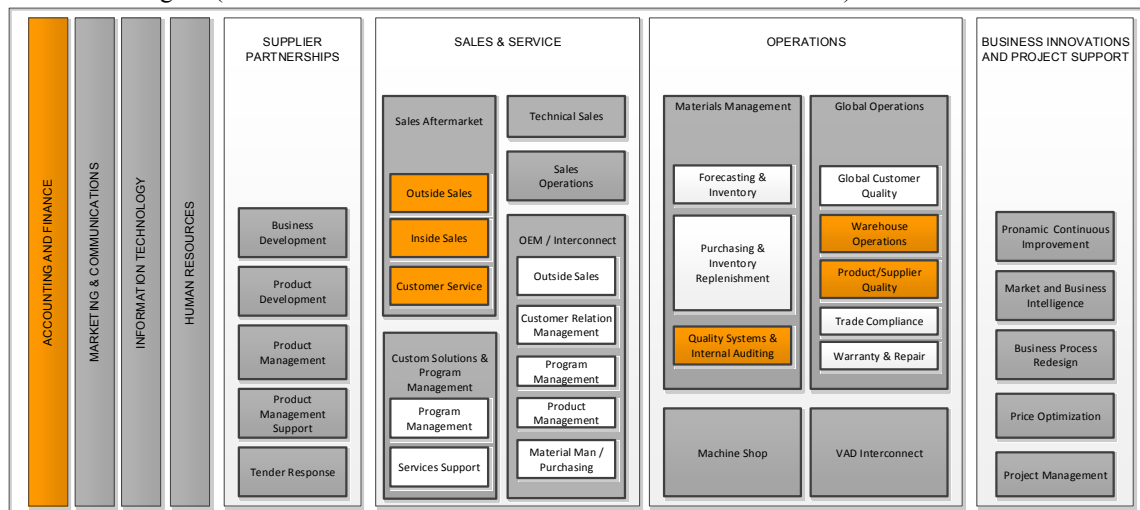 ACCOUNTING AND FINANCE
MARKETING & COMMUNICATIONS
INFORMATION TECHNOLOGY
HUMAN RESOURCES
SUPPLIER
PARTNERSHIPS
Business
Development
Product
Development
Product
Management
Product
Management
Support
Tender Response
SALES & SERVICE
Sales Aftermarket
Outside Sales
Inside Sales
Customer Service
Custom Solutions &
Program
Management
Program
Management
Services Support
Technical Sales
Sales
Operations
OEM / Interconnect
Outside Sales
Customer Relation
Management
Program
Management
Product
Management
Material Man /
Purchasing
OPERATIONS
Materials Management
Forecasting &
Inventory
Purchasing &
Inventory
Replenishment
Quality Systems &
Internal Auditing
Global Operations
Global Customer
Quality
Warehouse
Operations
Product/Supplier
Quality
Trade Compliance
Warranty & Repair
Machine Shop
VAD Interconnect
BUSINESS INNOVATIONS
AND PROJECT SUPPORT
Pronamic Continuous
Improvement
Market and Business
Intelligence
Business Process
Redesign
Price Optimization
Project Management